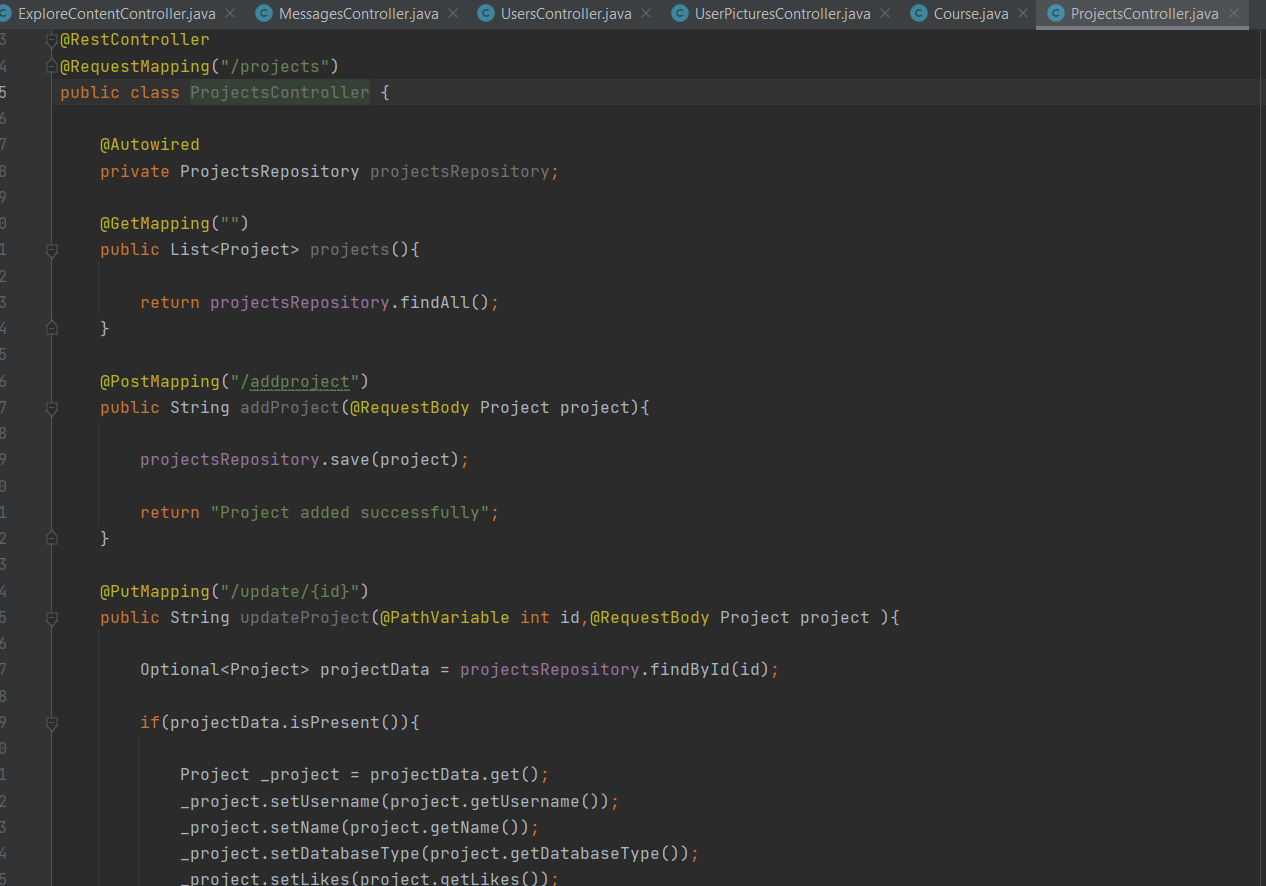 ExploreContentController.java MessagesController.java UsersController.java UserPicturesController.java Course.java ProjectsController.java
3 @RestController
4 @RequestMapping("/projects")
5 public class ProjectsController {
6
7 @Autowired
8 private ProjectsRepository projectsRepository;
9
0 @GetMapping("")
1 public List<Project> projects(){
2
3 return projectsRepository.findAll();
4 }
5
6 @PostMapping("/addproject")
7 public String addProject(@RequestBody Project project){
8
9 projectsRepository.save(project);
0
1 return "Project added successfully";
2 }
3
4 @PutMapping("/update/{id}")
5 public String updateProject(@PathVariable int id,@RequestBody Project project ){
6
7 Optional<Project> projectData = projectsRepository.findById(id);
8
9 if(projectData.isPresent()){
0
1 Project _project = projectData.get();
2 _project.setUsername(project.getUsername());
3 _project.setName(project.getName());
4 _project.setDatabaseType(project.getDatabaseType());
5 _project.setLikes(project.getLikes());